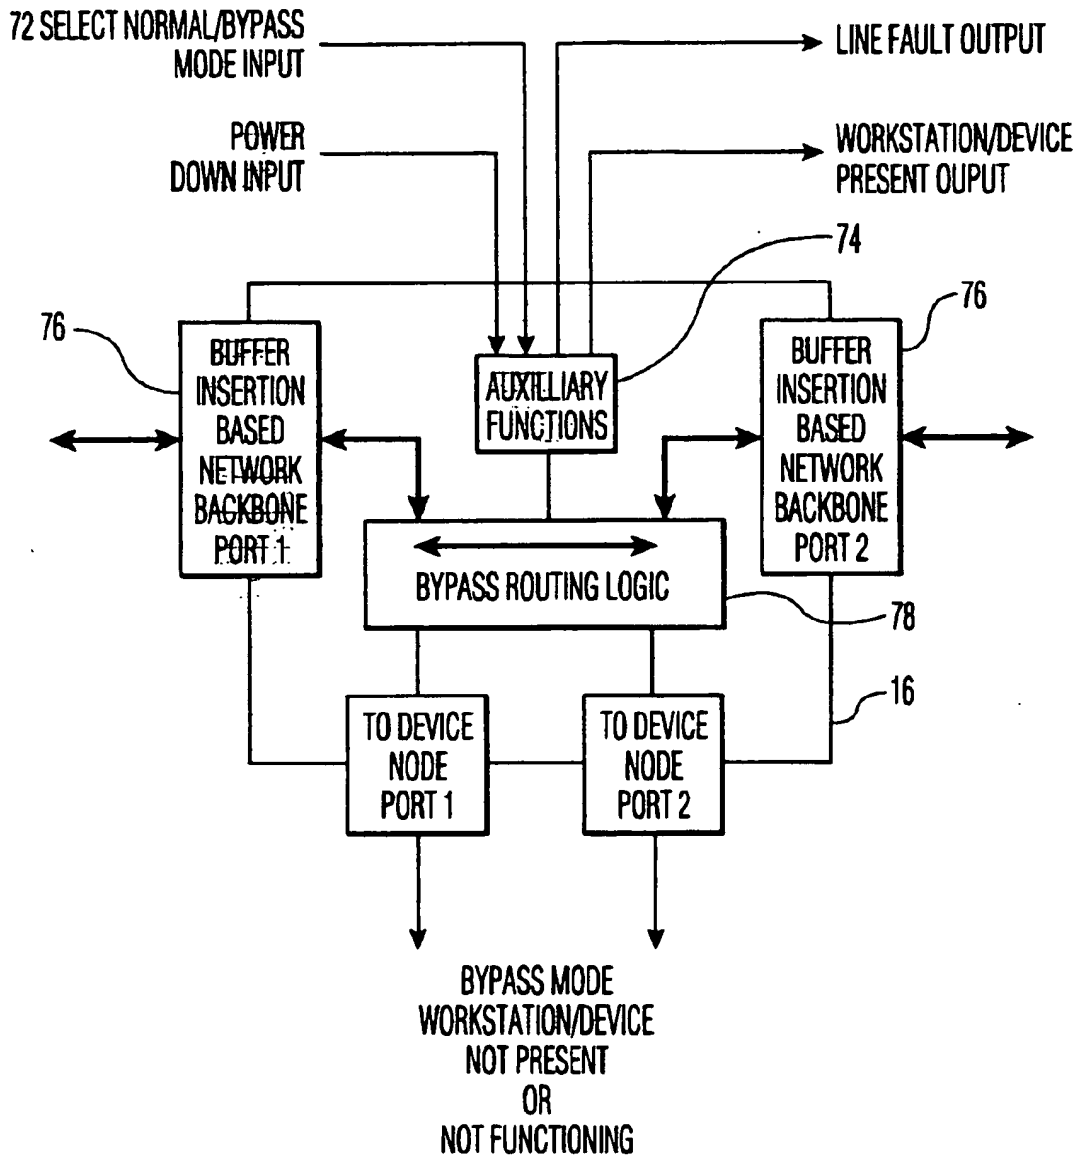 72 SELECT NORMAL/BYPASS
MODE INPUT
LINE FAULT OUTPUT
POWER
DOWN INPUT
WORKSTATION/DEVICE
PRESENT OUPUT
74
76
76
BUFFER
INSERTION
BASED
NETWORK
BACKBONE
PORT 1
AUXILLIARY
FUNCTIONS
BUFFER
INSERTION
BASED
NETWORK
BACKBONE
PORT 2
BYPASS ROUTING LOGIC
78
16
TO DEVICE
NODE
PORT 1
TO DEVICE
NODE
PORT 2
BYPASS MODE
WORKSTATION/DEVICE
NOT PRESENT
OR
NOT FUNCTIONING